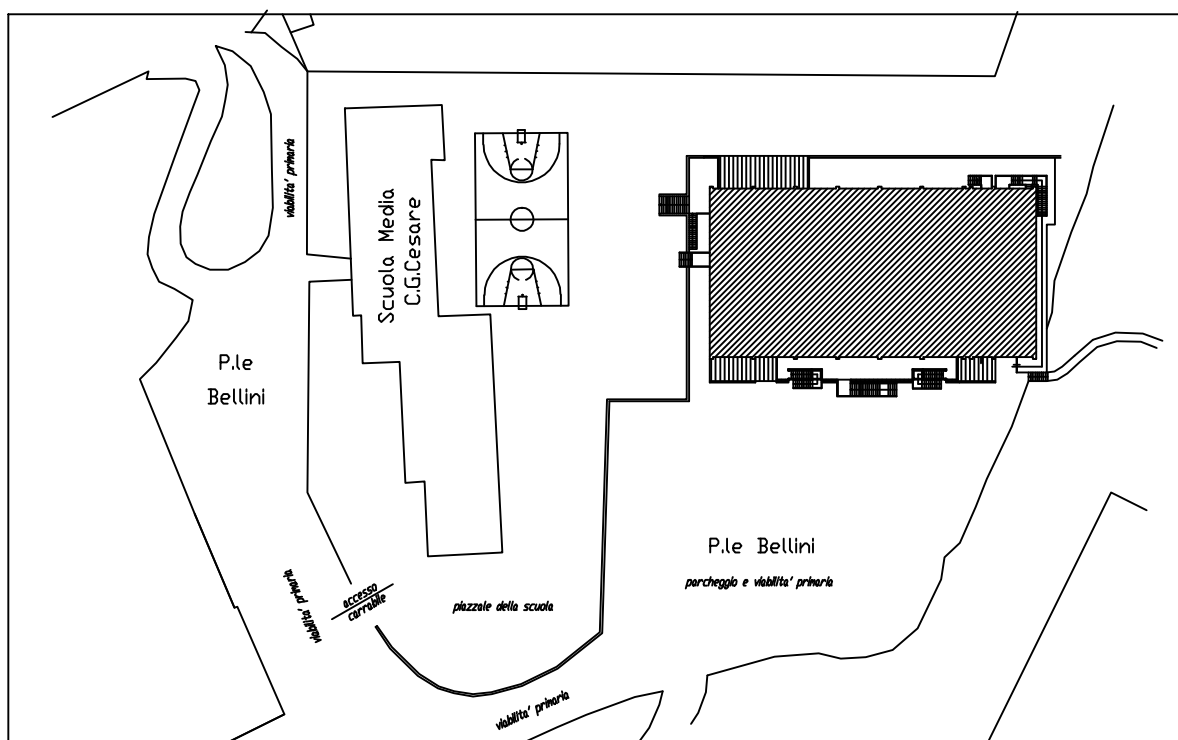 viabilita' primaria
Scuola Media
C.G.Cesare
P.le
Bellini
P.le Bellini
parcheggio e viabilita' primaria
viabilita' primaria
accesso
carrabile
piazzale della scuola
viabilita' primaria